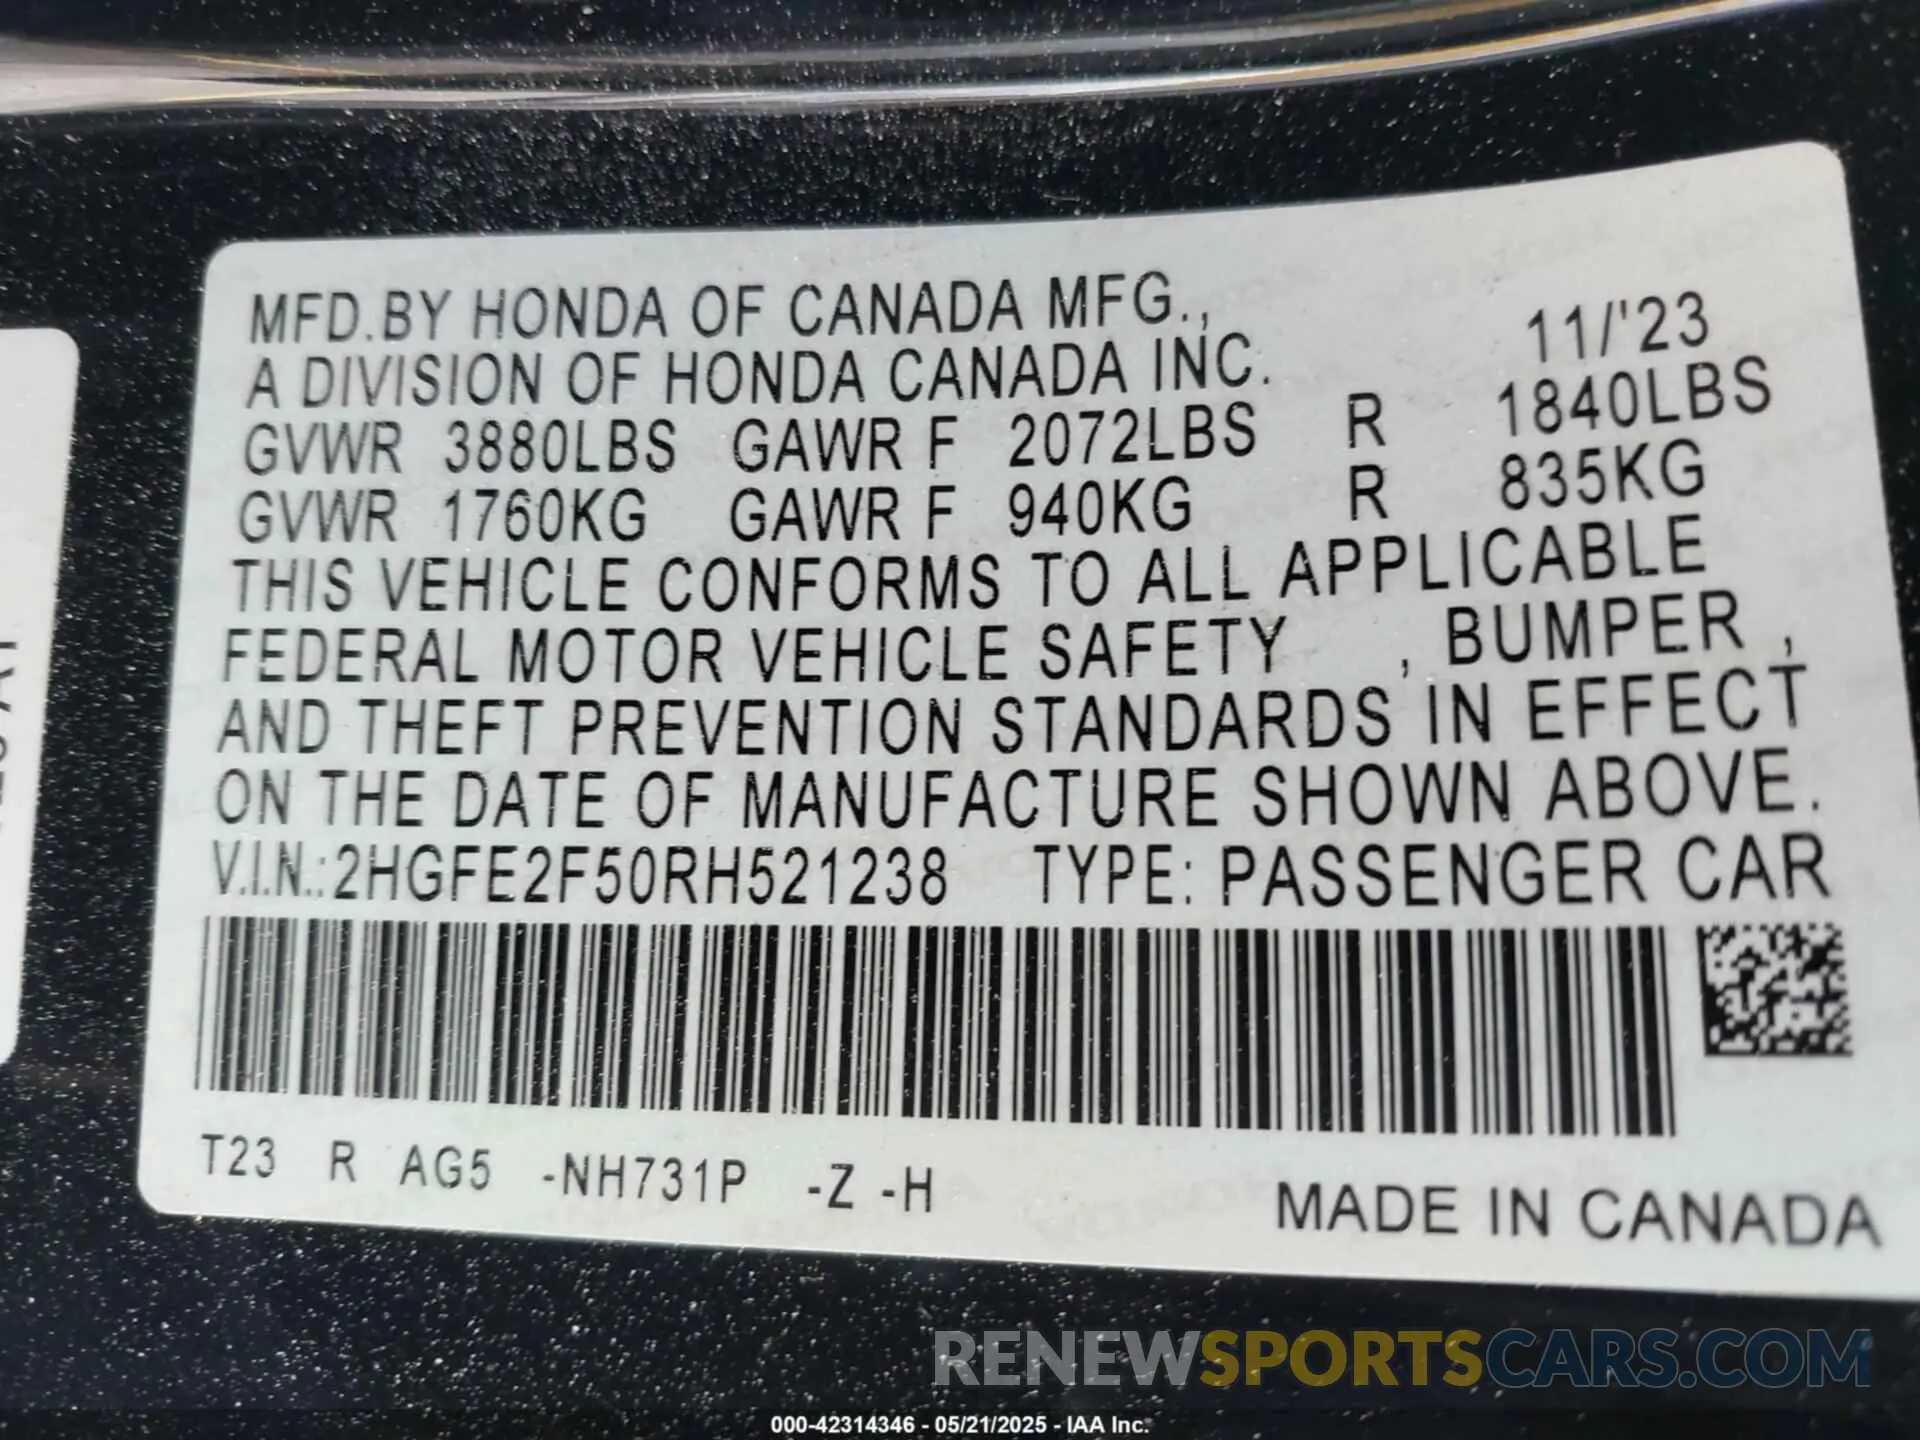 MFD.BY HONDA OF CANADA MFG.,
A DIVISION OF HONDA CANADA INC. 11/'23
GVWR 3880LBS GAWR F 2072LBS R 1840LBS
GVWR 1760KG GAWR F 940KG R 835KG
THIS VEHICLE CONFORMS TO ALL APPLICABLE
FEDERAL MOTOR VEHICLE SAFETY , BUMPER ,
AND THEFT PREVENTION STANDARDS IN EFFECT
ON THE DATE OF MANUFACTURE SHOWN ABOVE.
V.I.N.:2HGFE2F50RH521238 TYPE: PASSENGER CAR
T23 R AG5 -NH731P -Z -H
MADE IN CANADA
RENEWSPORTSCARS.COM
000-42314346 - 05/21/2025 - IAA Inc.